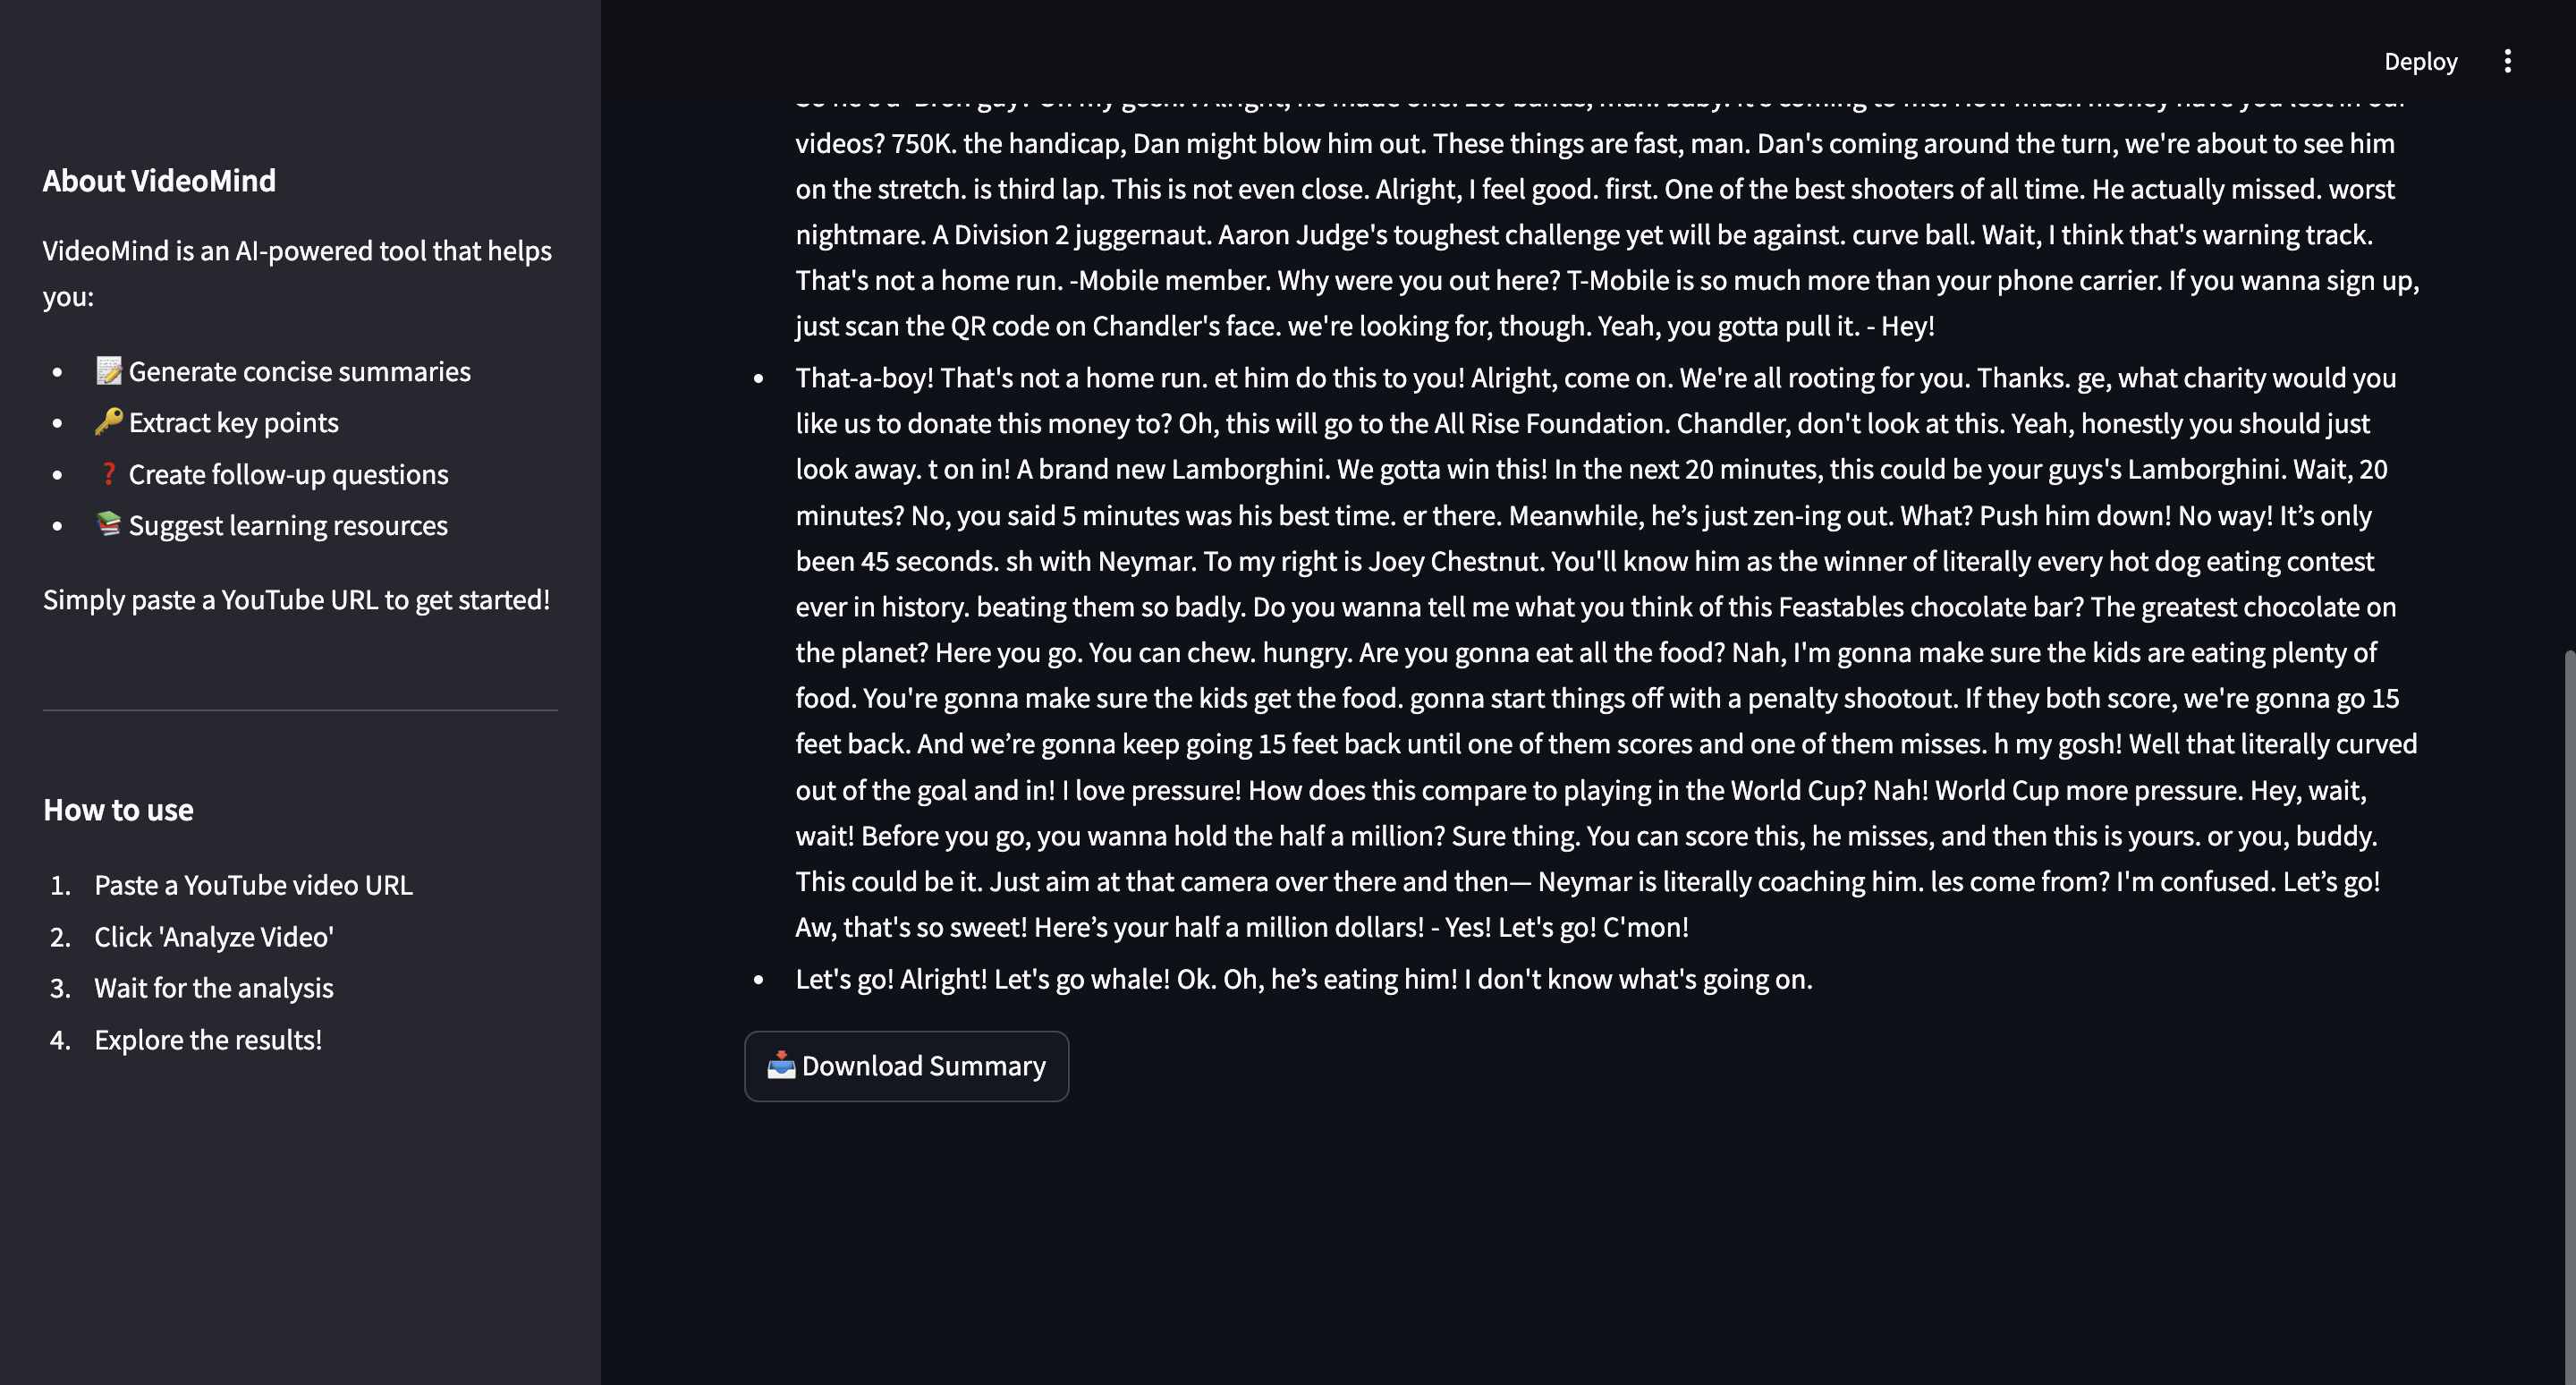 Deploy
About VideoMind
VideoMind is an AI-powered tool that helps
you:
Generate concise summaries
Extract key points
Create follow-up questions
Suggest learning resources
Simply paste a YouTube URL to get started!
How to use
1. Paste a YouTube video URL
2. Click 'Analyze Video'
3. Wait for the analysis
4. Explore the results!
videos? 750K. the handicap, Dan might blow him out. These things are fast, man. Dan's coming around the turn, we're about to see him
on the stretch. is third lap. This is not even close. Alright, I feel good. first. One of the best shooters of all time. He actually missed. worst
nightmare. A Division 2 juggernaut. Aaron Judge's toughest challenge yet will be against. curve ball. Wait, I think that's warning track.
That's not a home run. -Mobile member. Why were you out here? T-Mobile is so much more than your phone carrier. If you wanna sign up,
just scan the QR code on Chandler's face. we're looking for, though. Yeah, you gotta pull it. - Hey!
That-a-boy! That's not a home run. et him do this to you! Alright, come on. We're all rooting for you. Thanks. ge, what charity would you
like us to donate this money to? Oh, this will go to the All Rise Foundation. Chandler, don't look at this. Yeah, honestly you should just
look away. t on in! A brand new Lamborghini. We gotta win this! In the next 20 minutes, this could be your guys's Lamborghini. Wait, 20
minutes? No, you said 5 minutes was his best time. er there. Meanwhile, he’s just zen-ing out. What? Push him down! No way! It’s only
been 45 seconds. sh with Neymar. To my right is Joey Chestnut. You'll know him as the winner of literally every hot dog eating contest
ever in history. beating them so badly. Do you wanna tell me what you think of this Feastables chocolate bar? The greatest chocolate on
the planet? Here you go. You can chew. hungry. Are you gonna eat all the food? Nah, I'm gonna make sure the kids are eating plenty of
food. You're gonna make sure the kids get the food. gonna start things off with a penalty shootout. If they both score, we're gonna go 15
feet back. And we’re gonna keep going 15 feet back until one of them scores and one of them misses. h my gosh! Well that literally curved
out of the goal and in! I love pressure! How does this compare to playing in the World Cup? Nah! World Cup more pressure. Hey, wait,
wait! Before you go, you wanna hold the half a million? Sure thing. You can score this, he misses, and then this is yours. or you, buddy.
This could be it. Just aim at that camera over there and then— Neymar is literally coaching him. les come from? I'm confused. Let’s go!
Aw, that's so sweet! Here’s your half a million dollars! - Yes! Let's go! C'mon!
Let's go! Alright! Let's go whale! Ok. Oh, he’s eating him! I don't know what's going on.
Download Summary